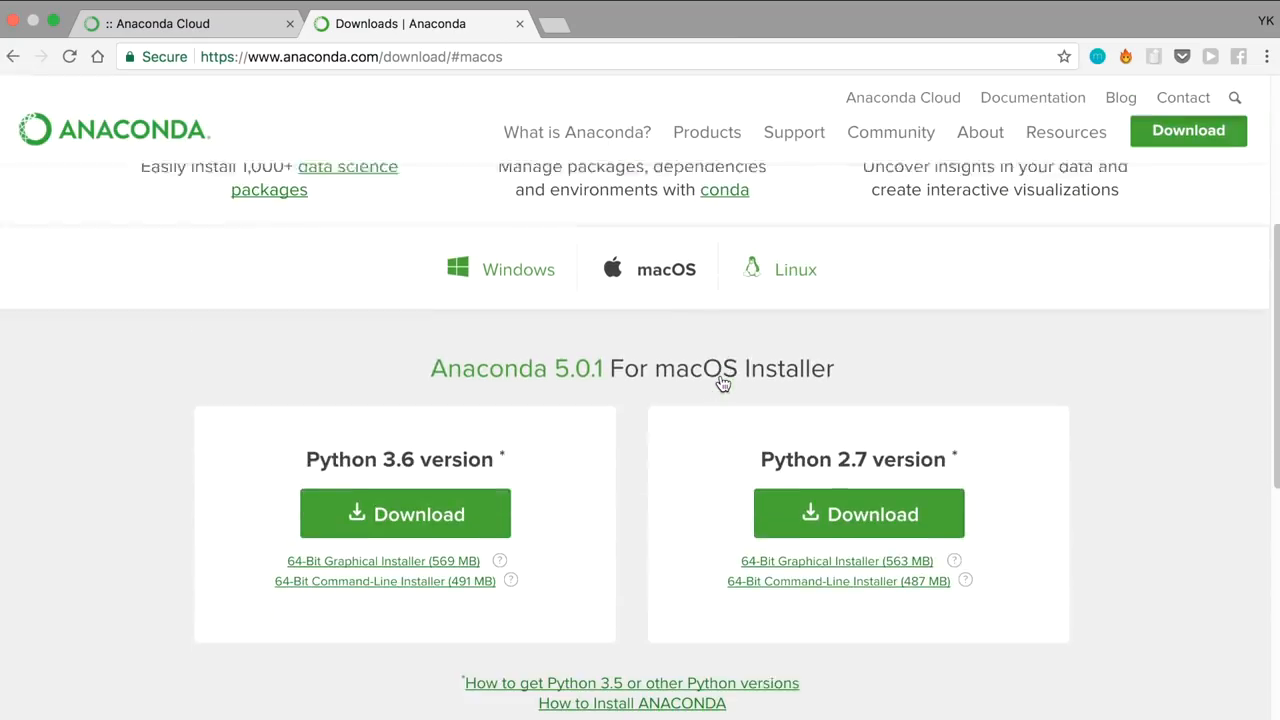 :: Anaconda Cloud
Downloads | Anaconda
YK
Secure https://www.anaconda.com/download/#macos
Anaconda Cloud Documentation Blog Contact
ANACONDA.
What is Anaconda? Products Support Community About Resources Download
Easily install 1,000+ data science
packages
Manage packages, dependencies
and environments with conda
Uncover insights in your data and
create interactive visualizations
Windows macOS Linux
Anaconda 5.0.1 For macOS Installer
Python 3.6 version *
Download
64-Bit Graphical Installer (569 MB) ?
64-Bit Command-Line Installer (491 MB) ?
Python 2.7 version *
Download
64-Bit Graphical Installer (563 MB) ?
64-Bit Command-Line Installer (487 MB) ?
*How to get Python 3.5 or other Python versions
How to Install ANACONDA